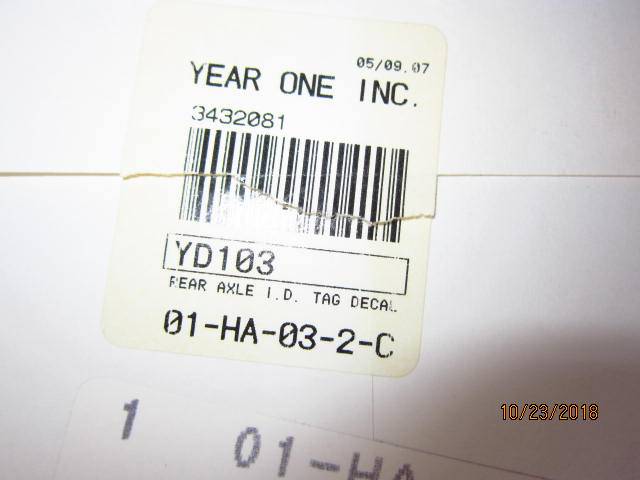 05/09.07
YEAR ONE INC.
3432081
YD103
REAR AXLE I.D. TAG DECAL
01-HA-03-2-C
1 01-HA
10/23/2018